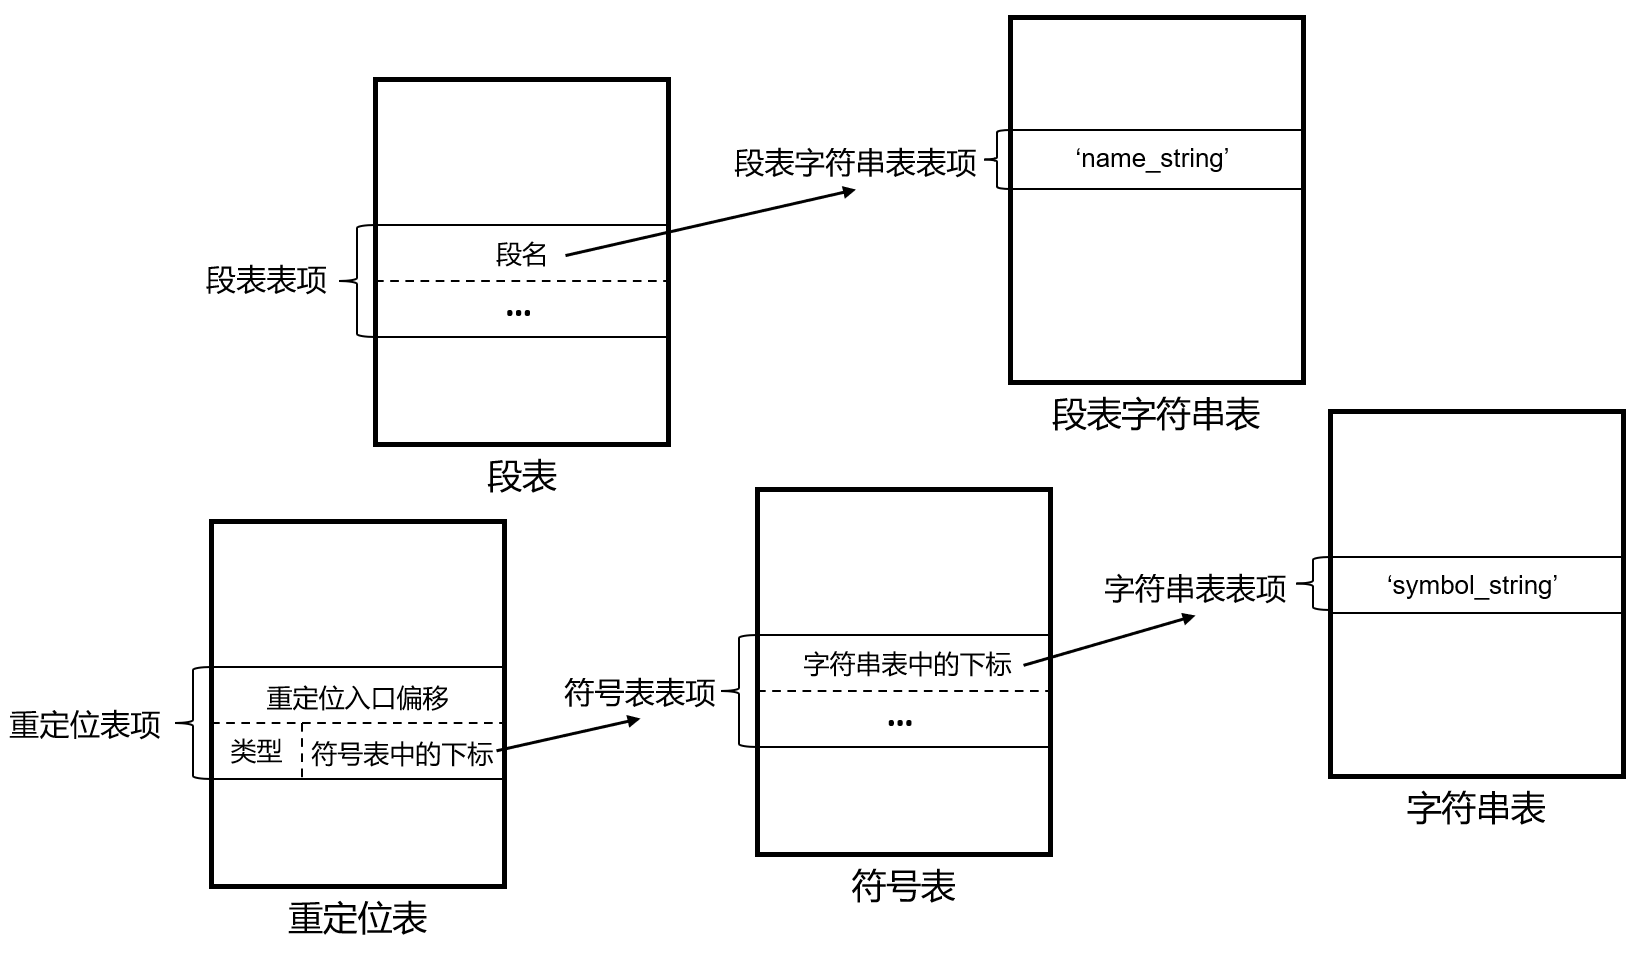 段表字符串表表项
‘name_string’
段名
段表表项
...
段表字符串表
段表
字符串表表项
‘symbol_string’
字符串表中的下标
符号表表项
重定位入口偏移
重定位表项
...
类型
符号表中的下标
字符串表
符号表
重定位表